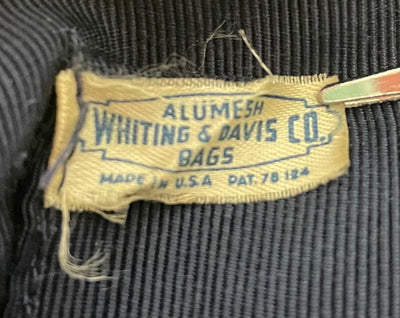 ALUMESH
WHITING & DAVIS CO.
BAGS
MADE IN U.S.A PAT. 78 124